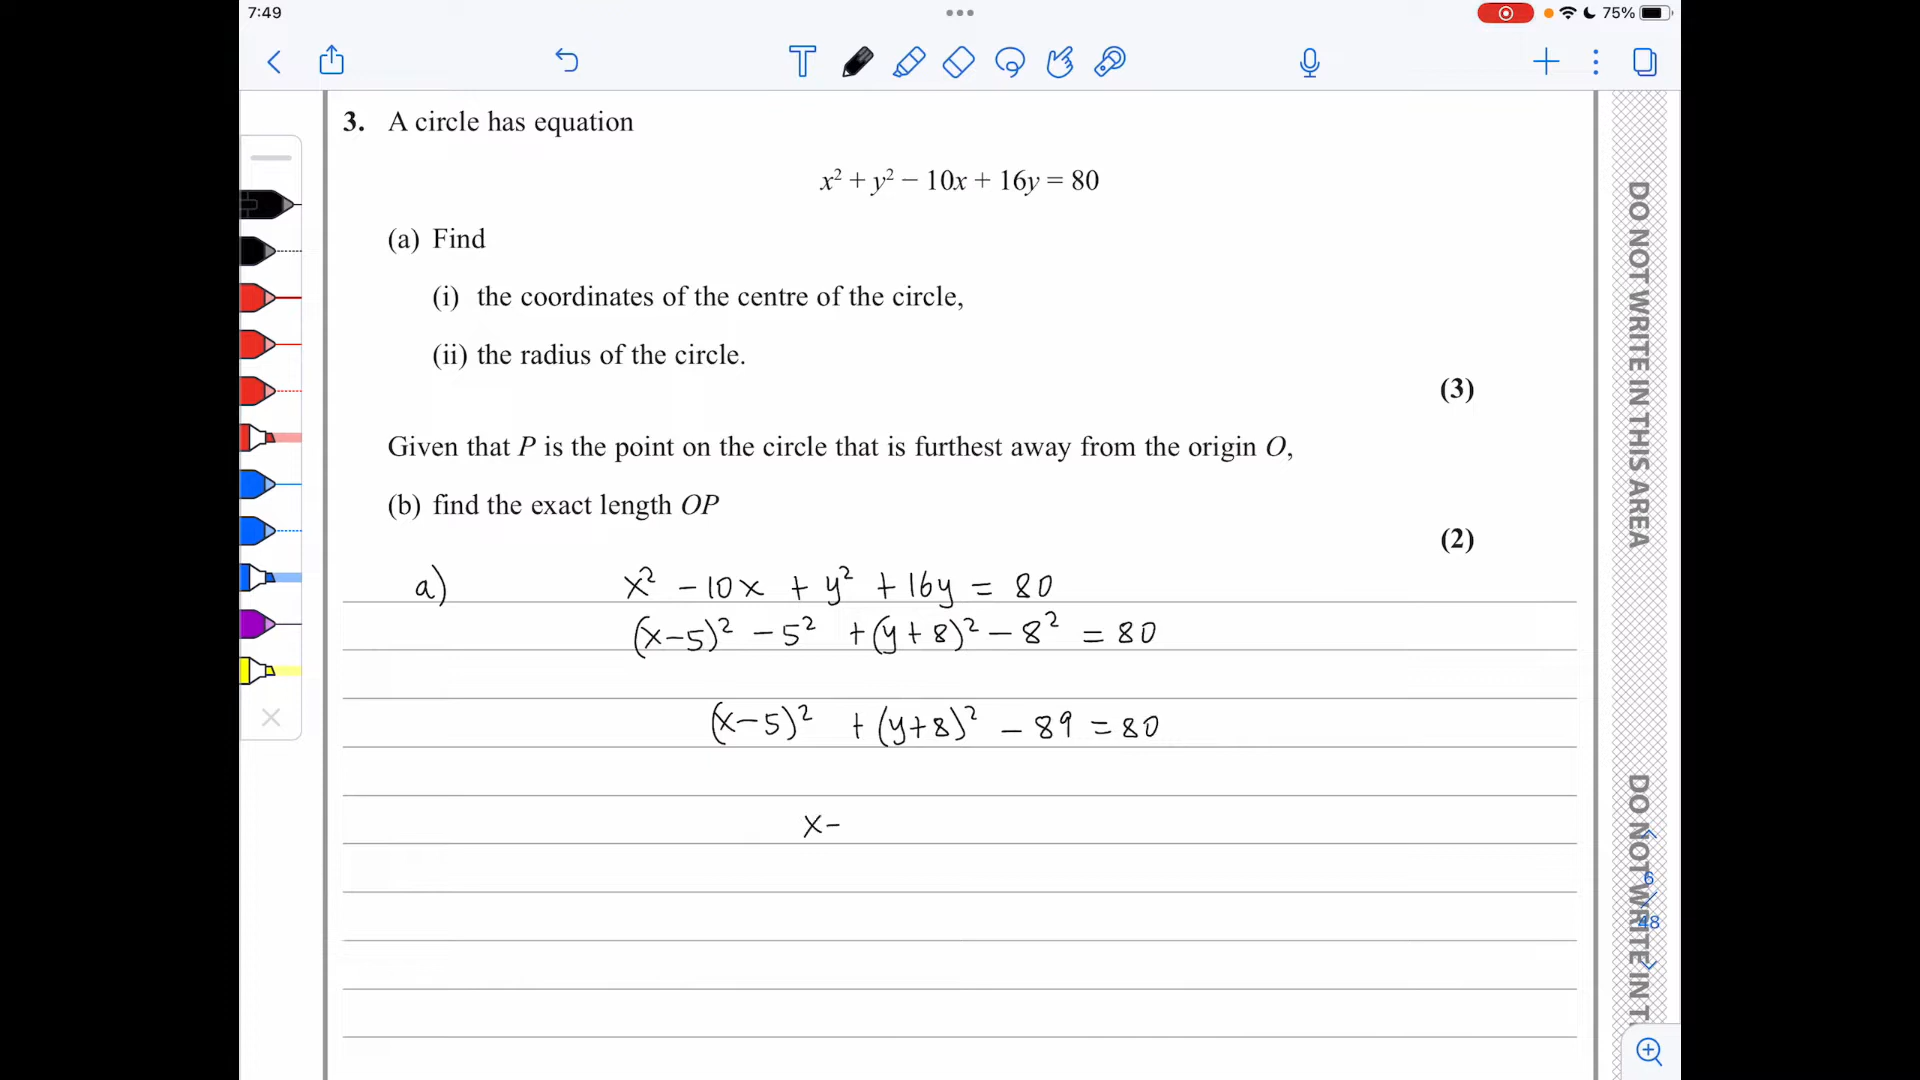 7:49
75%
T
3. A circle has equation
x² + y² − 10x + 16y = 80
(a) Find
(i) the coordinates of the centre of the circle,
(ii) the radius of the circle.
(3)
Given that P is the point on the circle that is furthest away from the origin O,
(b) find the exact length OP
(2)
a) x² − 10x + y² + 16y = 80
(x−5)² − 5² + (y+8)² − 8² = 80
(x−5)² + (y+8)² − 89 = 80
x−
DO NOT WRITE IN THIS AREA
DO NOT WRITE IN T
6
/
48